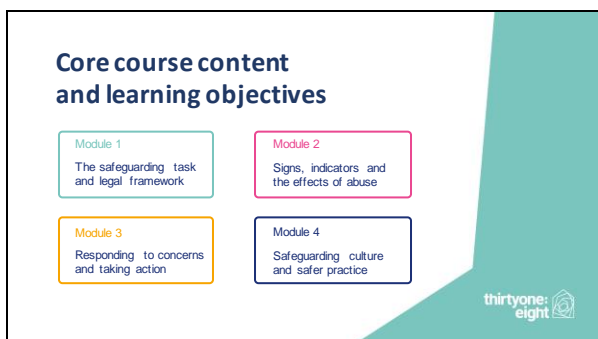 Core course content
and learning objectives
Module 1
The safeguarding task
and legal framework
Module 2
Signs, indicators and
the effects of abuse
Module 3
Responding to concerns
and taking action
Module 4
Safeguarding culture
and safer practice
thirtyone:
eight